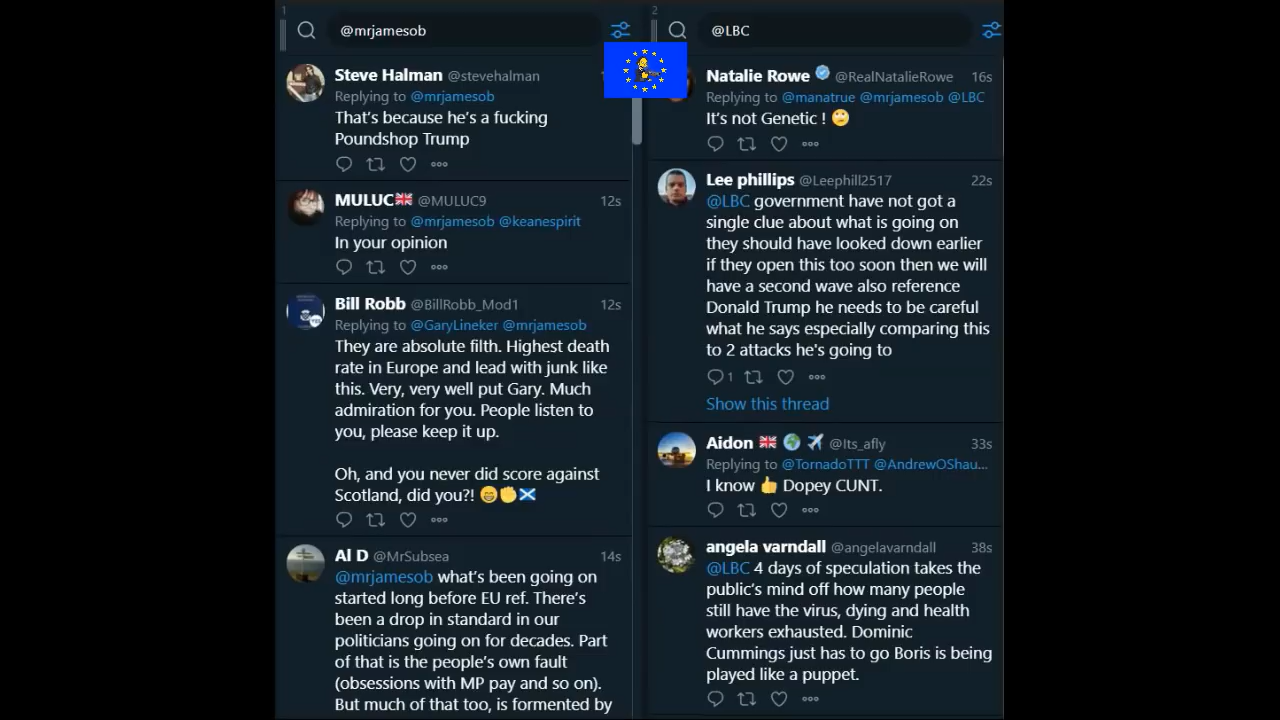 1
@mrjamesob
Steve Halman @stevehalman
Replying to @mrjamesob
That's because he's a fucking
Poundshop Trump
MULUC🇬🇧 @MULUC9 12s
Replying to @mrjamesob @keanespirit
In your opinion
Bill Robb @BillRobb_Mod1 12s
Replying to @GaryLineker @mrjamesob
They are absolute filth. Highest death
rate in Europe and lead with junk like
this. Very, very well put Gary. Much
admiration for you. People listen to
you, please keep it up.
Oh, and you never did score against
Scotland, did you?! 😁✊🏴󠁧󠁢󠁳󠁣󠁴󠁿
Al D @MrSubsea 14s
@mrjamesob what's been going on
started long before EU ref. There's
been a drop in standard in our
politicians going on for decades. Part
of that is the people's own fault
(obsessions with MP pay and so on).
But much of that too, is formented by
2
@LBC
Natalie Rowe @RealNatalieRowe 16s
Replying to @manatrue @mrjamesob @LBC
It's not Genetic ! 🙄
Lee phillips @Leephill2517 22s
@LBC government have not got a
single clue about what is going on
they should have looked down earlier
if they open this too soon then we will
have a second wave also reference
Donald Trump he needs to be careful
what he says especially comparing this
to 2 attacks he's going to
1
Show this thread
Aidon 🇬🇧 🌍 ✈️ @Its_afly 33s
Replying to @TornadoTTT @AndrewOShau...
I know 👍 Dopey CUNT.
angela varndall @angelavarndall 38s
@LBC 4 days of speculation takes the
public's mind off how many people
still have the virus, dying and health
workers exhausted. Dominic
Cummings just has to go Boris is being
played like a puppet.